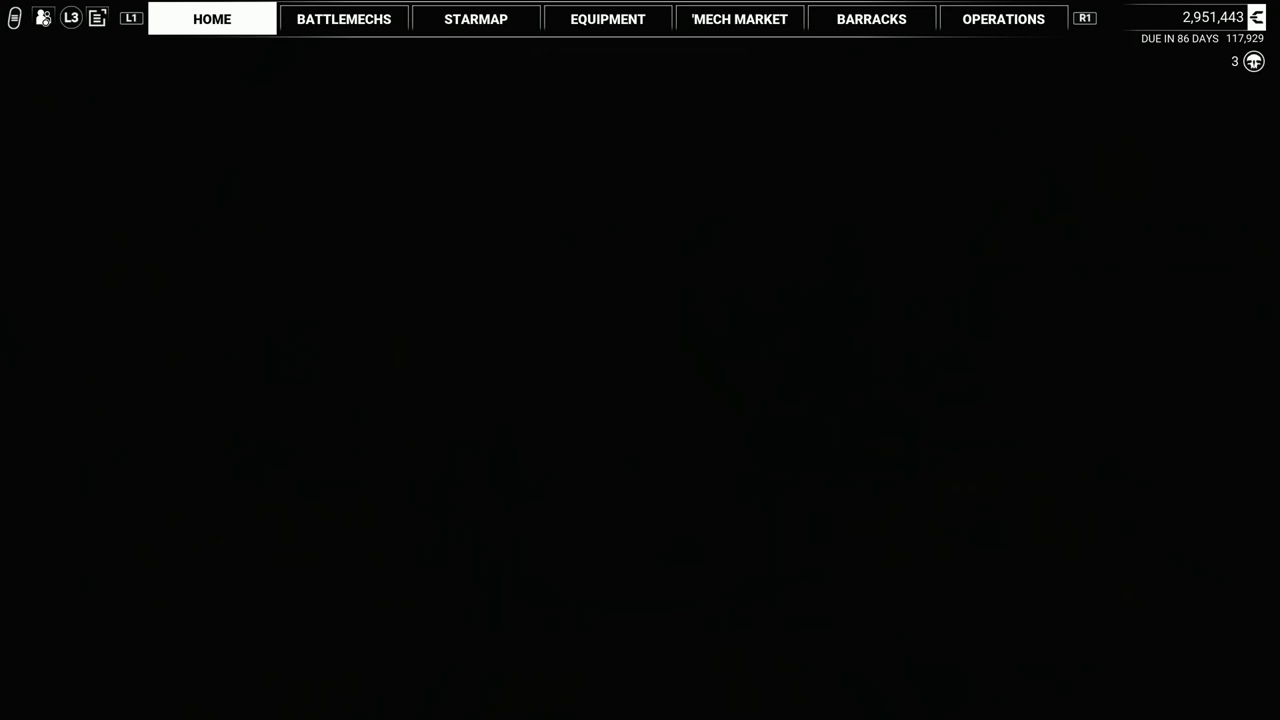 L3 L1 HOME BATTLEMECHS STARMAP EQUIPMENT 'MECH MARKET BARRACKS OPERATIONS R1 2,951,443
DUE IN 86 DAYS 117,929
3